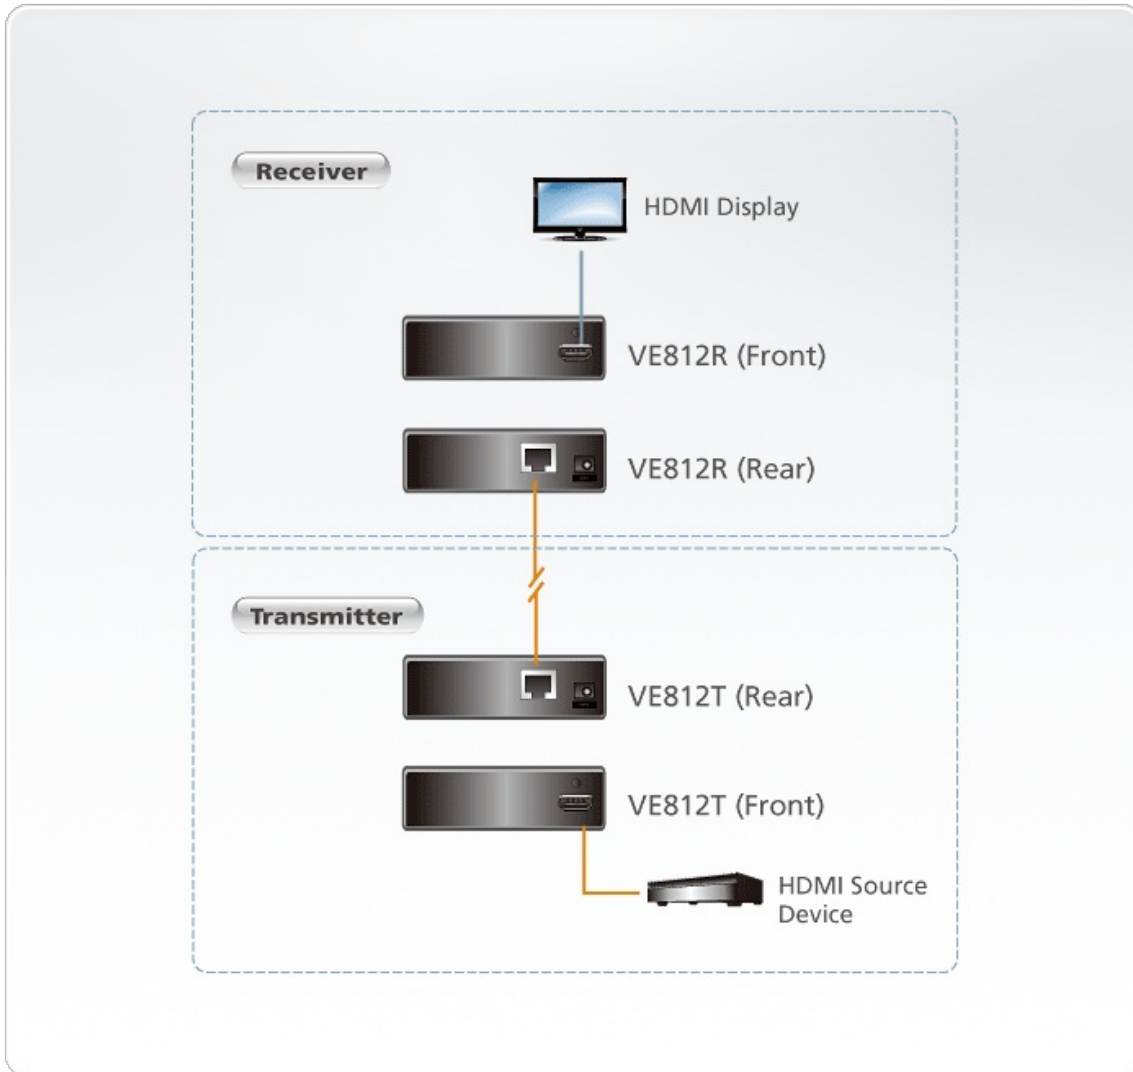 Receiver
HDMI Display
VE812R (Front)
VE812R (Rear)
Transmitter
VE812T (Rear)
VE812T (Front)
HDMI Source
Device